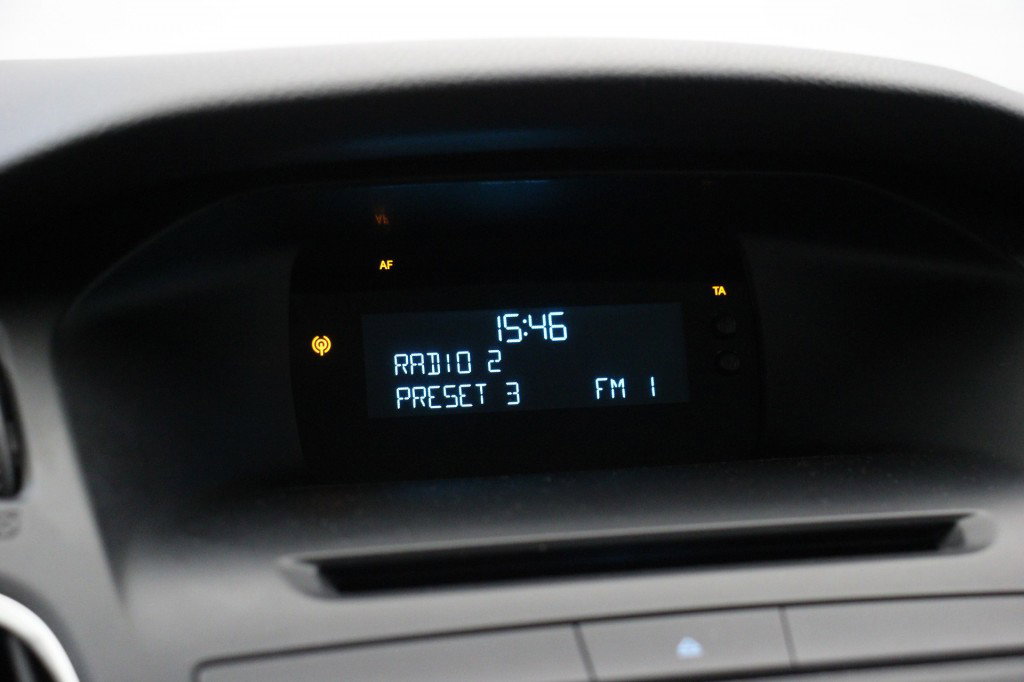 AF
TA
15:46
RADIO 2
PRESET 3 FM 1